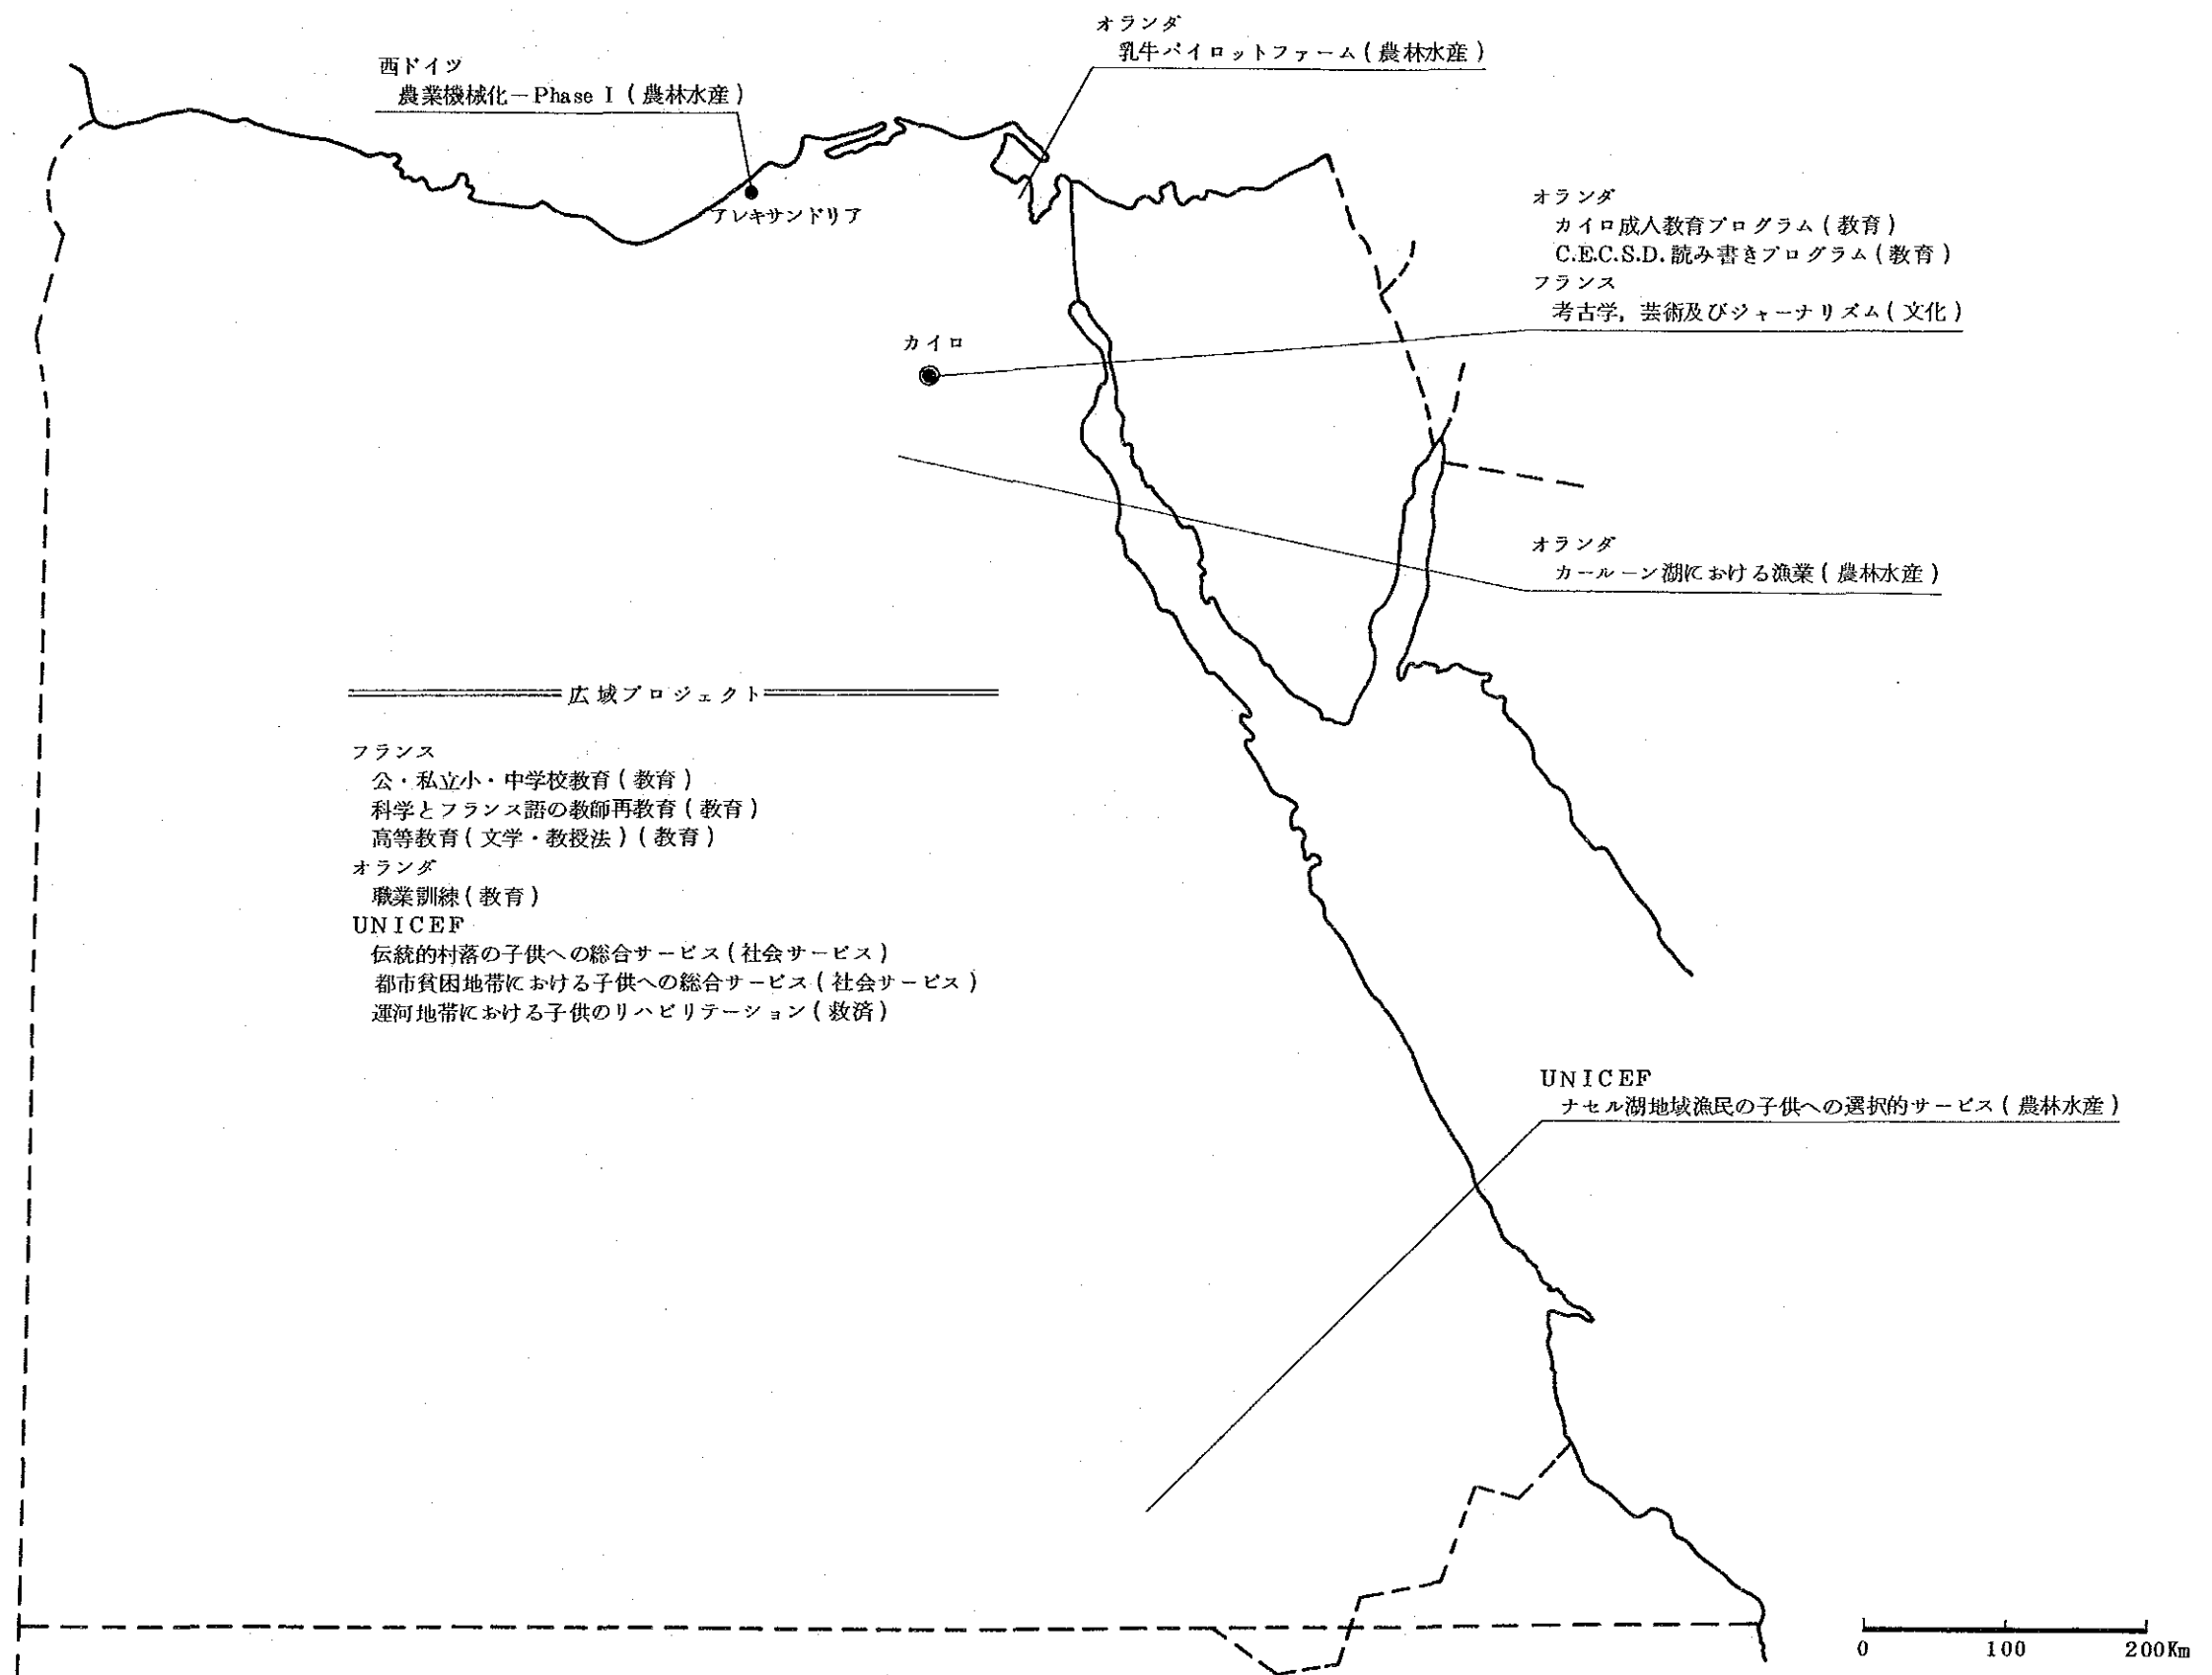 オランダ
乳牛パイロットファーム(農林水産)
西ドイツ
農業機械化－Phase I(農林水産)
アレキサンドリア
オランダ
カイロ成人教育プログラム(教育)
C.E.C.S.D.読み書きプログラム(教育)
フランス
考古学，芸術及びジャーナリズム(文化)
カイロ
オランダ
カールーン湖における漁業(農林水産)
広域プロジェクト
フランス
公・私立小・中学校教育(教育)
科学とフランス語の教師再教育(教育)
高等教育(文学・教授法)(教育)
オランダ
職業訓練(教育)
UNICEF
伝統的村落の子供への総合サービス(社会サービス)
都市貧困地帯における子供への総合サービス(社会サービス)
運河地帯における子供のリハビリテーション(救済)
UNICEF
ナセル湖地域漁民の子供への選択的サービス(農林水産)
0 100 200Km